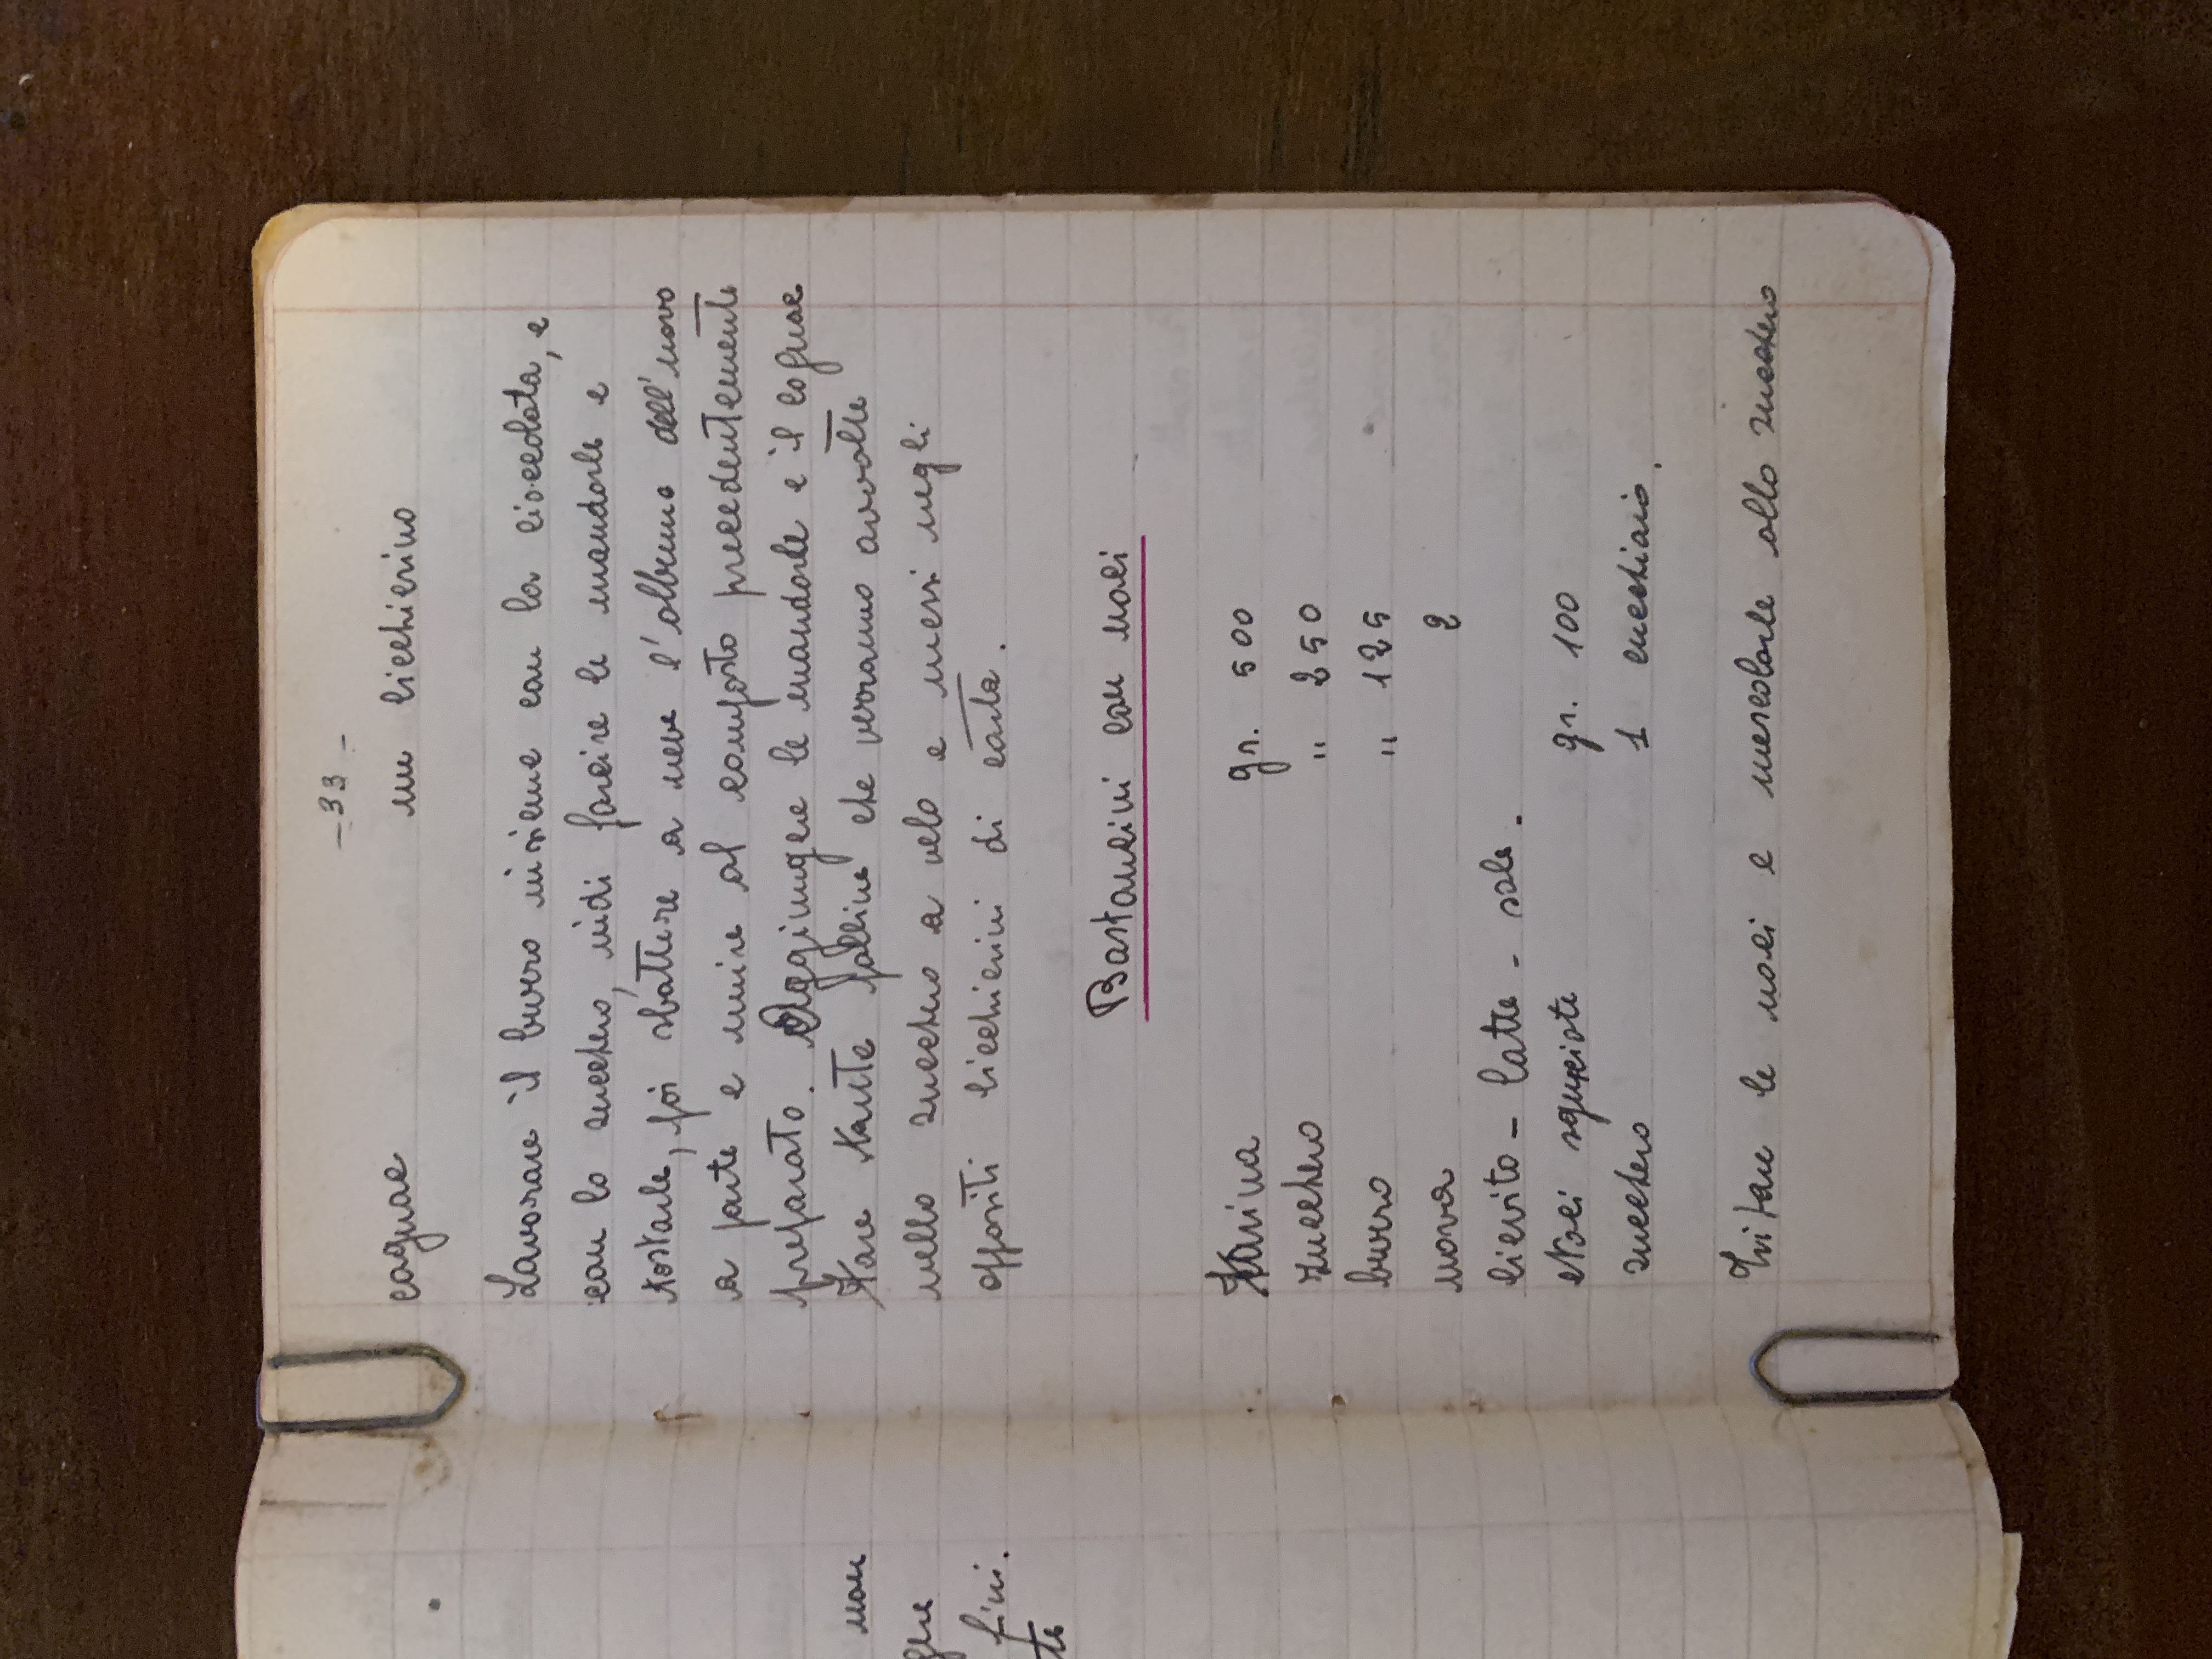 -33-
cognac un bicchierino
Lavorare il burro insieme con la cioccolata, e
con lo zucchero, indi farcire le mandorle e
tostarle, poi sbattere a neve l'albume dell'uovo
a parte e unire al composto precedentemente
preparato. Aggiungere le mandorle e il cognac
Fare tante palline che verranno avvolte
nello zucchero a velo e messi negli
appositi bicchierini di carta.
Bastoncini con noci
Farina gr. 500
zucchero " 250
burro " 125
uova 2
lievito - latte - sale.
Noci sgusciate gr. 100
zucchero 1 cucchiaio.
Tritare le noci e mescolarle allo zucchero
non
gere
fini.
te